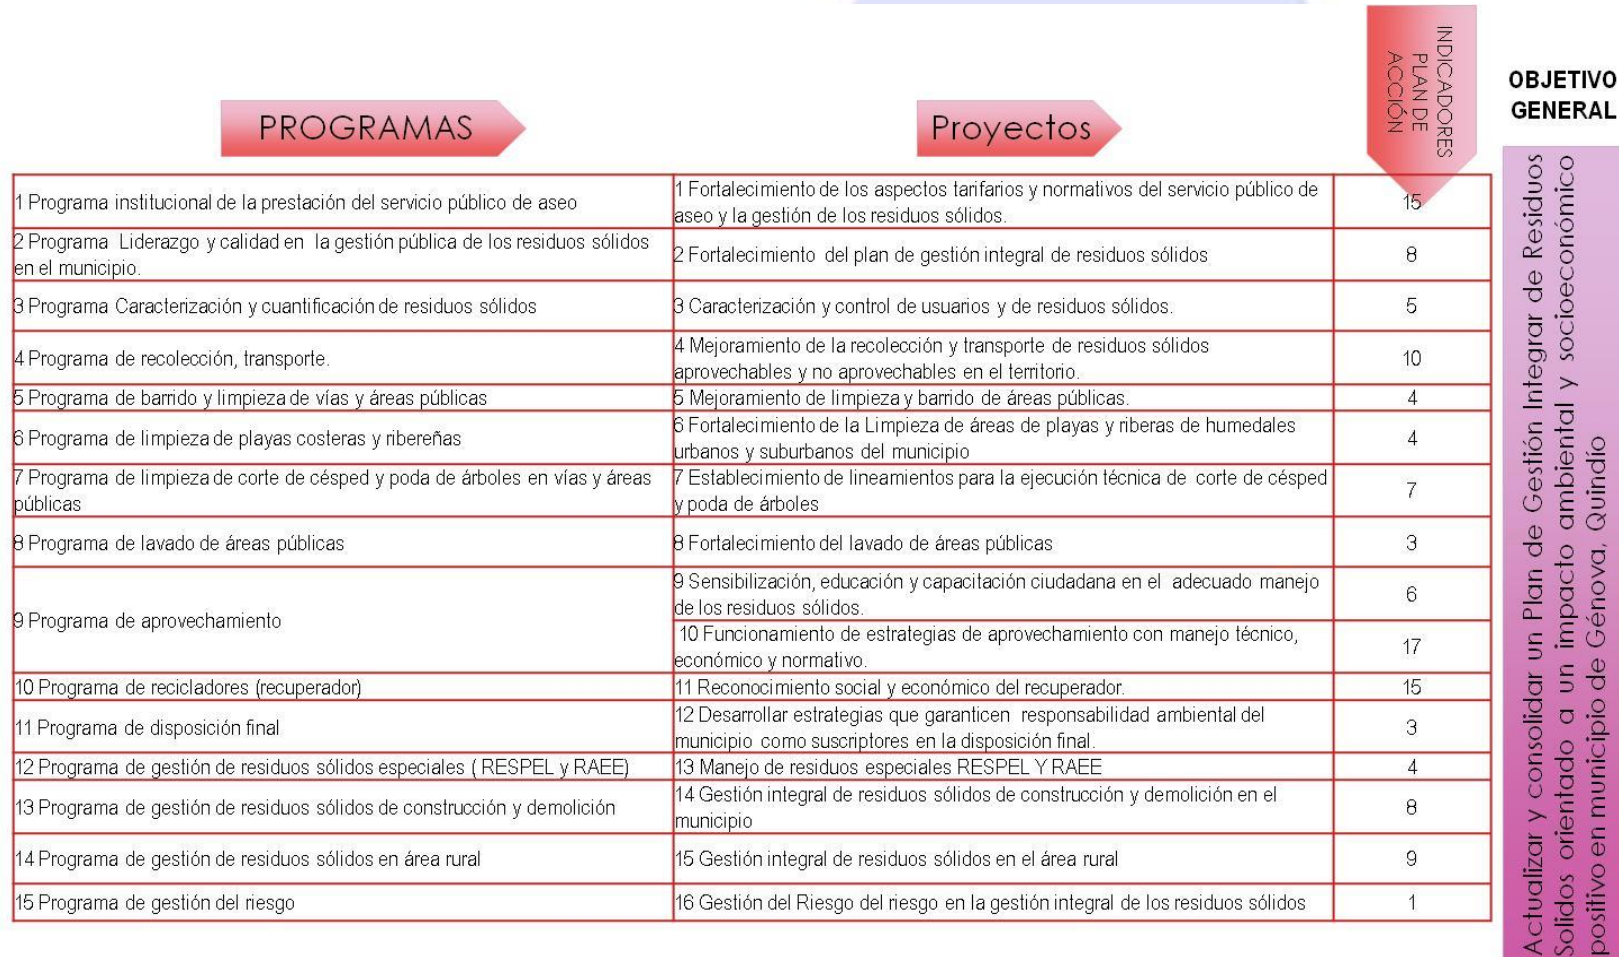 INDICADORES
PLAN DE
ACCIÓN
OBJETIVO
GENERAL
PROGRAMAS
Proyectos
1 Programa institucional de la prestación del servicio público de aseo
1 Fortalecimiento de los aspectos tarifarios y normativos del servicio público de
aseo y la gestión de los residuos sólidos.
15
2 Programa Liderazgo y calidad en la gestión pública de los residuos sólidos
en el municipio.
2 Fortalecimiento del plan de gestión integral de residuos sólidos
8
3 Programa Caracterización y cuantificación de residuos sólidos
3 Caracterización y control de usuarios y de residuos sólidos.
5
4 Programa de recolección, transporte.
4 Mejoramiento de la recolección y transporte de residuos sólidos
aprovechables y no aprovechables en el territorio.
10
5 Programa de barrido y limpieza de vías y áreas públicas
5 Mejoramiento de limpieza y barrido de áreas públicas.
4
6 Programa de limpieza de playas costeras y ribereñas
6 Fortalecimiento de la Limpieza de áreas de playas y riberas de humedales
urbanos y suburbanos del municipio
4
7 Programa de limpieza de corte de césped y poda de árboles en vías y áreas
públicas
7 Establecimiento de lineamientos para la ejecución técnica de corte de césped
y poda de árboles
7
8 Programa de lavado de áreas públicas
8 Fortalecimiento del lavado de áreas públicas
3
9 Programa de aprovechamiento
9 Sensibilización, educación y capacitación ciudadana en el adecuado manejo
de los residuos sólidos.
6
10 Funcionamiento de estrategias de aprovechamiento con manejo técnico,
económico y normativo.
17
10 Programa de recicladores (recuperador)
11 Reconocimiento social y económico del recuperador.
15
11 Programa de disposición final
12 Desarrollar estrategias que garanticen responsabilidad ambiental del
municipio como suscriptores en la disposición final.
3
12 Programa de gestión de residuos sólidos especiales ( RESPEL y RAEE)
13 Manejo de residuos especiales RESPEL Y RAEE
4
13 Programa de gestión de residuos sólidos de construcción y demolición
14 Gestión integral de residuos sólidos de construcción y demolición en el
municipio
8
14 Programa de gestión de residuos sólidos en área rural
15 Gestión integral de residuos sólidos en el área rural
9
15 Programa de gestión del riesgo
16 Gestión del Riesgo del riesgo en la gestión integral de los residuos sólidos
1
Actualizar y consolidar un Plan de Gestión Integrar de Residuos
Solidos orientado a un impacto ambiental y socioeconómico
positivo en municipio de Génova, Quindío